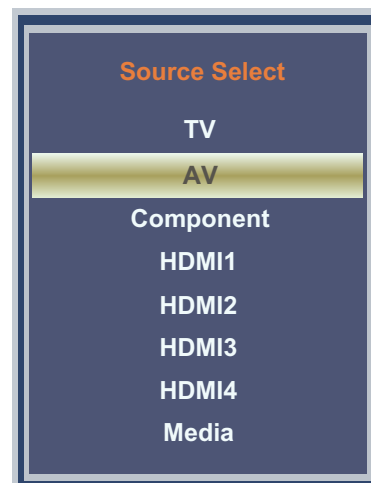 Source Select
TV
AV
Component
HDMI1
HDMI2
HDMI3
HDMI4
Media